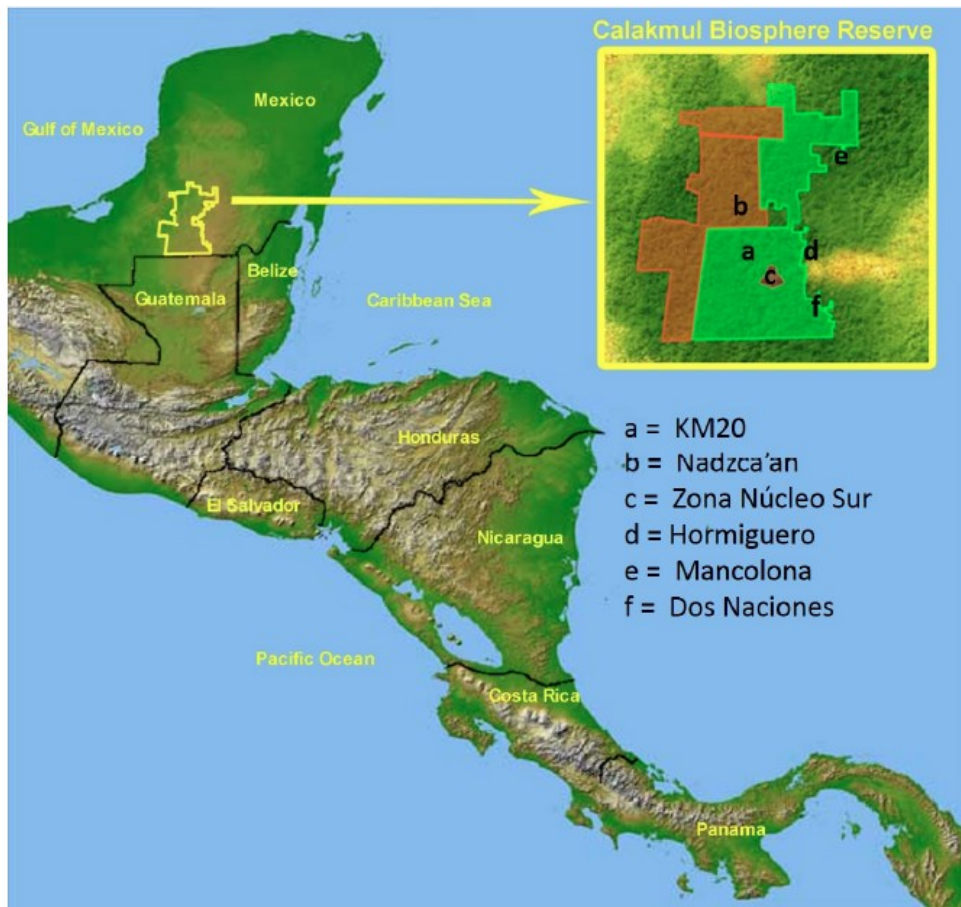 Calakmul Biosphere Reserve
Mexico
Gulf of Mexico
e
b
a
d
c
f
Belize
Guatemala
Caribbean Sea
Honduras
El Salvador
Nicaragua
a = KM20
b = Nadzca'an
c = Zona Núcleo Sur
d = Hormiguero
e = Mancolona
f = Dos Naciones
Pacific Ocean
Costa Rica
Panama